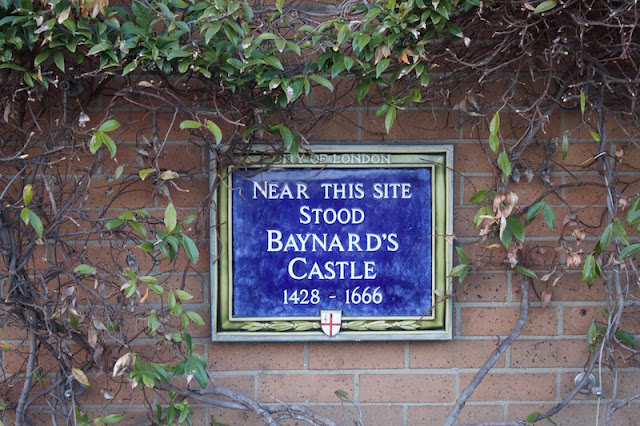 CITY OF LONDON
NEAR THIS SITE
STOOD
BAYNARD'S
CASTLE
1428 - 1666